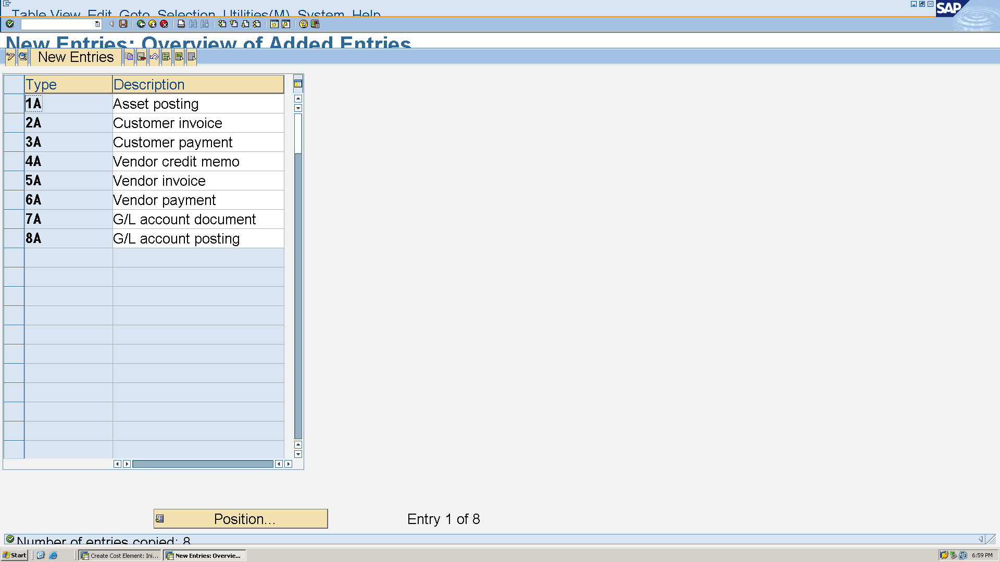 Table View Edit Goto Selection Utilities(M) System Help
SAP
New Entries: Overview of Added Entries
New Entries
Type Description
1A Asset posting
2A Customer invoice
3A Customer payment
4A Vendor credit memo
5A Vendor invoice
6A Vendor payment
7A G/L account document
8A G/L account posting
Position... Entry 1 of 8
Number of entries copied: 8
Start Create Cost Element: Ini... New Entries: Overvie... 6:59 PM